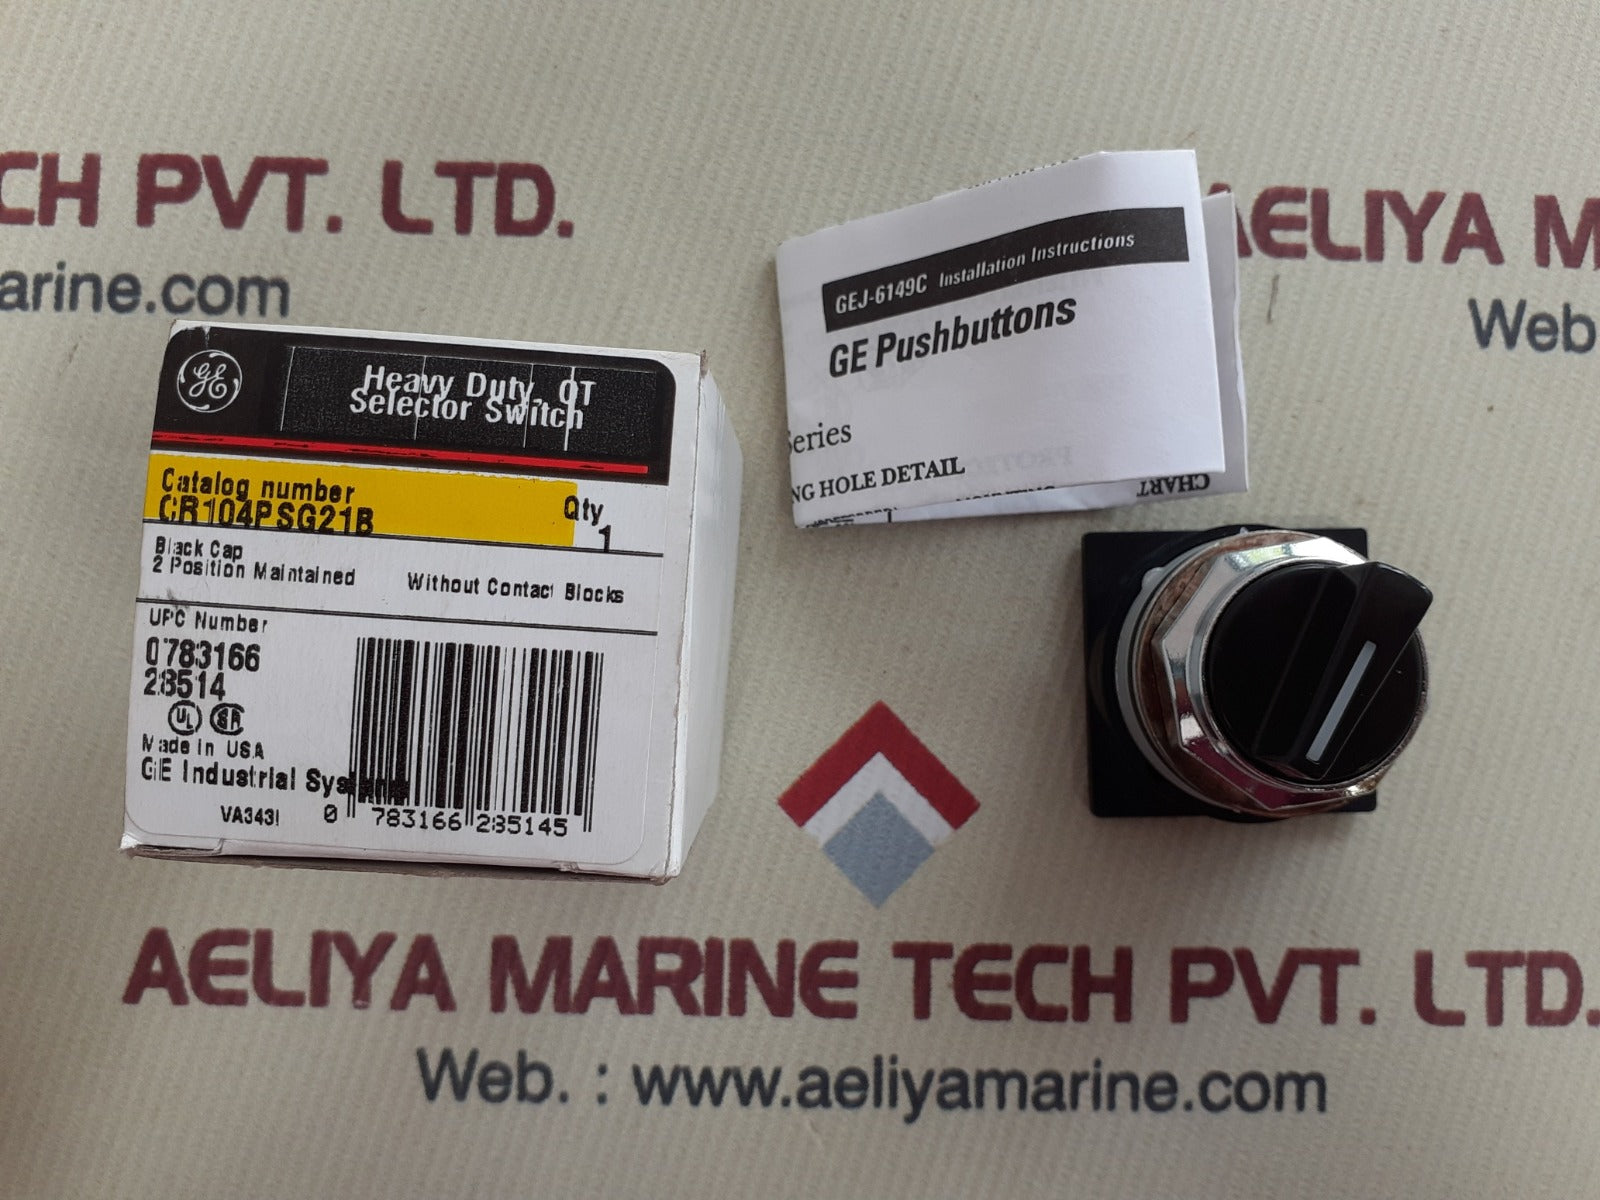 CH PVT. LTD.
arine.com
AELIYA M
Web.
GEJ-6149C Installation Instructions
GE Pushbuttons
Series
NG HOLE DETAIL
CHART
GE
Heavy Duty, OT
Selector Switch
Catalog number
CR104PSG21B
Qty
1
Black Cap
2 Position Maintained
Without Contact Blocks
UPC Number
0783166
28514
UL
Made In USA
GE Industrial Systems
VA343I
0 783166 285145
AELIYA MARINE TECH PVT. LTD.
Web. : www.aeliyamarine.com